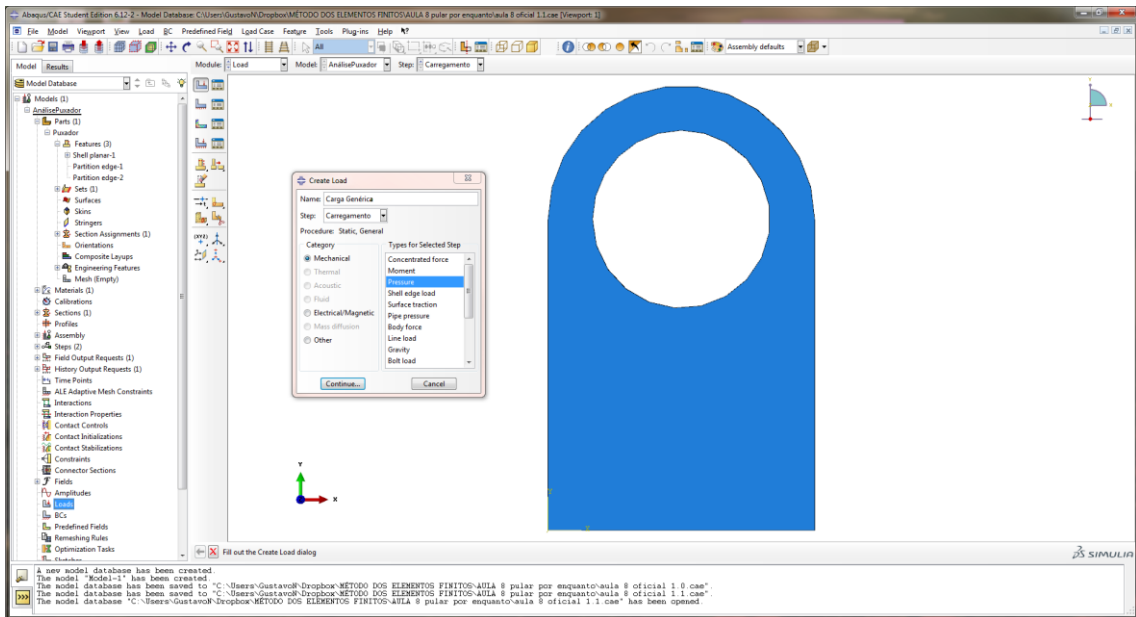 Abaqus/CAE Student Edition 6.12-2 - Model Database: C:\Users\GustavoN\Dropbox\MÉTODO DOS ELEMENTOS FINITOS\AULA 8 pular por enquanto\aula 8 oficial 1.1.cae [Viewport: 1]
File Model Viewport View Load BC Predefined Field Load Case Feature Tools Plug-ins Help
All
Assembly defaults
Model Results
Module: Load Model: AnálisePuxador Step: Carregamento
Model Database
Models (1)
AnálisePuxador
Parts (1)
Puxador
Features (3)
Shell planar-1
Partition edge-1
Partition edge-2
Sets (1)
Surfaces
Skins
Stringers
Section Assignments (1)
Orientations
Composite Layups
Engineering Features
Mesh (Empty)
Materials (1)
Calibrations
Sections (1)
Profiles
Assembly
Steps (2)
Field Output Requests (1)
History Output Requests (1)
Time Points
ALE Adaptive Mesh Constraints
Interactions
Interaction Properties
Contact Controls
Contact Initializations
Contact Stabilizations
Constraints
Connector Sections
Fields
Amplitudes
Loads
BCs
Predefined Fields
Remeshing Rules
Optimization Tasks
Sketches
Create Load
Name: Carga Genérica
Step: Carregamento
Procedure: Static, General
Category
Mechanical
Thermal
Acoustic
Fluid
Electrical/Magnetic
Mass diffusion
Other
Types for Selected Step
Concentrated force
Moment
Pressure
Shell edge load
Surface traction
Pipe pressure
Body force
Line load
Gravity
Bolt load
Continue... Cancel
Y
X
Y
X
Fill out the Create Load dialog
SIMULIA
A new model database has been created.
The model "Model-1" has been created.
The model database has been saved to "C:\Users\GustavoN\Dropbox\MÉTODO DOS ELEMENTOS FINITOS\AULA 8 pular por enquanto\aula 8 oficial 1.0.cae".
The model database has been saved to "C:\Users\GustavoN\Dropbox\MÉTODO DOS ELEMENTOS FINITOS\AULA 8 pular por enquanto\aula 8 oficial 1.1.cae".
The model database "C:\Users\GustavoN\Dropbox\MÉTODO DOS ELEMENTOS FINITOS\AULA 8 pular por enquanto\aula 8 oficial 1.1.cae" has been opened.